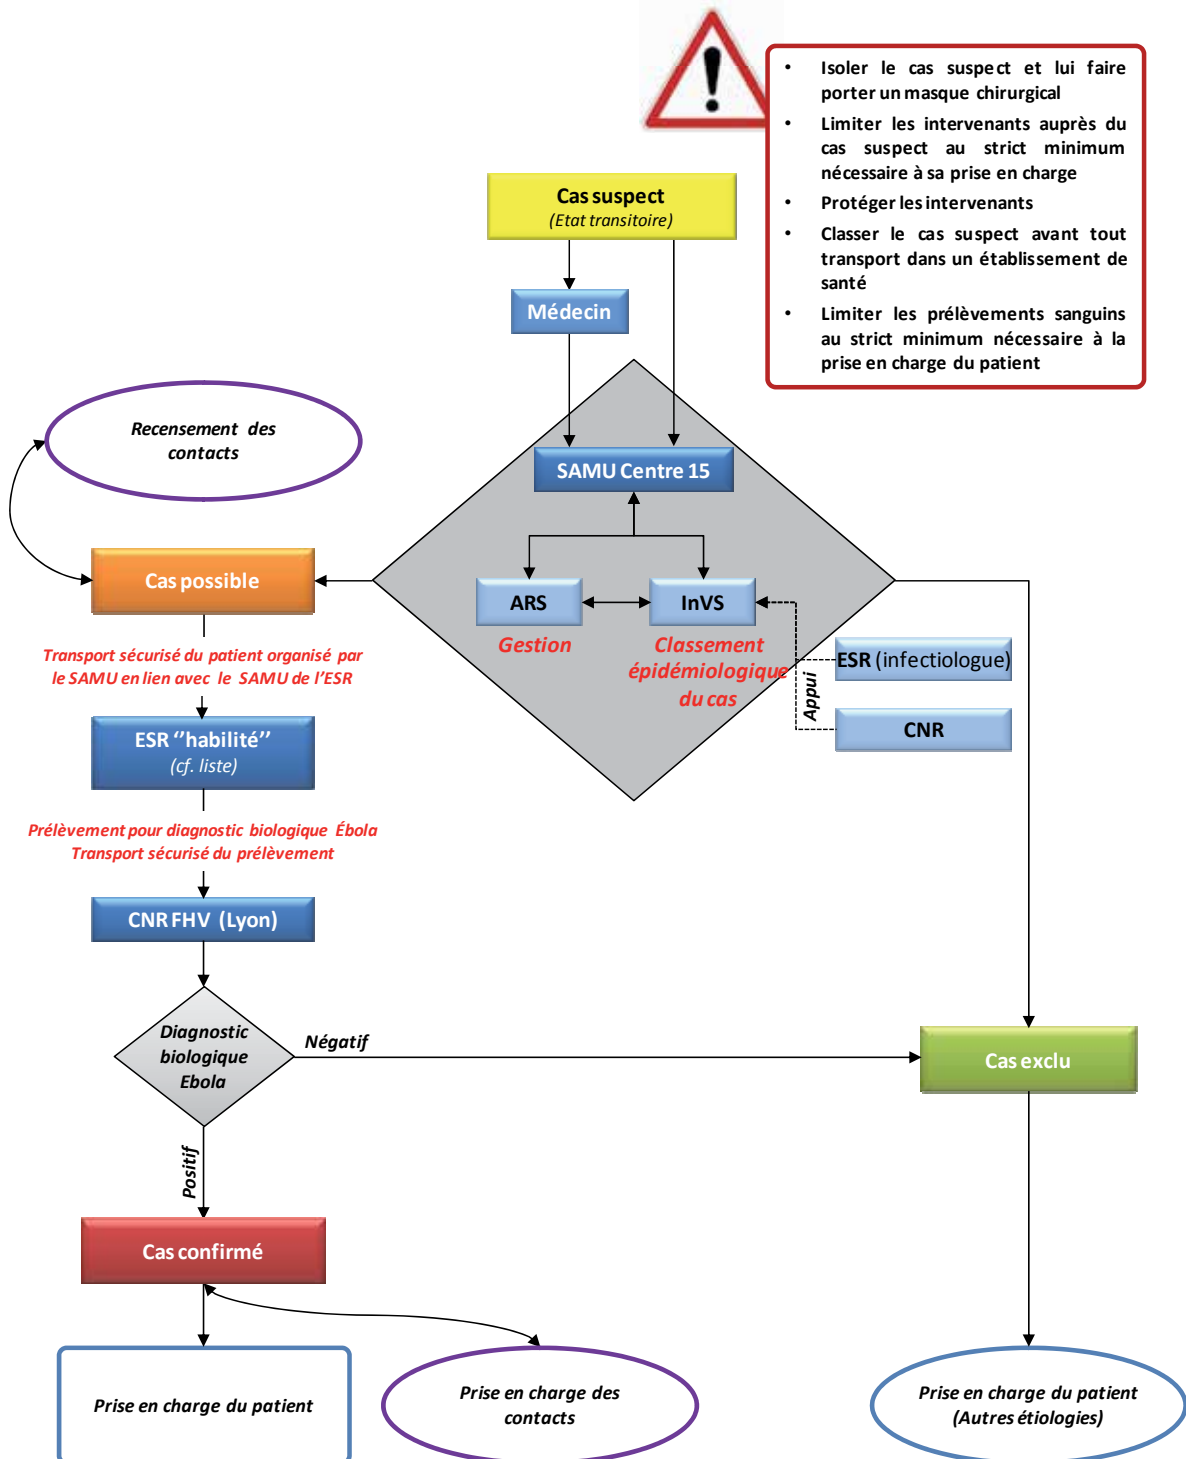 • Isoler le cas suspect et lui faire
porter un masque chirurgical
• Limiter les intervenants auprès du
cas suspect au strict minimum
nécessaire à sa prise en charge
• Protéger les intervenants
• Classer le cas suspect avant tout
transport dans un établissement de
santé
• Limiter les prélèvements sanguins
au strict minimum nécessaire à la
prise en charge du patient
Cas suspect
(Etat transitoire)
Médecin
Recensement des
contacts
SAMU Centre 15
Cas possible
ARS
InVS
Gestion
Classement
épidémiologique
du cas
ESR (infectiologue)
Appui
CNR
Transport sécurisé du patient organisé par
le SAMU en lien avec le SAMU de l’ESR
ESR ‘’habilité’’
(cf. liste)
Prélèvement pour diagnostic biologique Ébola
Transport sécurisé du prélèvement
CNR FHV (Lyon)
Diagnostic
biologique
Ebola
Négatif
Cas exclu
Positif
Cas confirmé
Prise en charge du patient
Prise en charge des
contacts
Prise en charge du patient
(Autres étiologies)